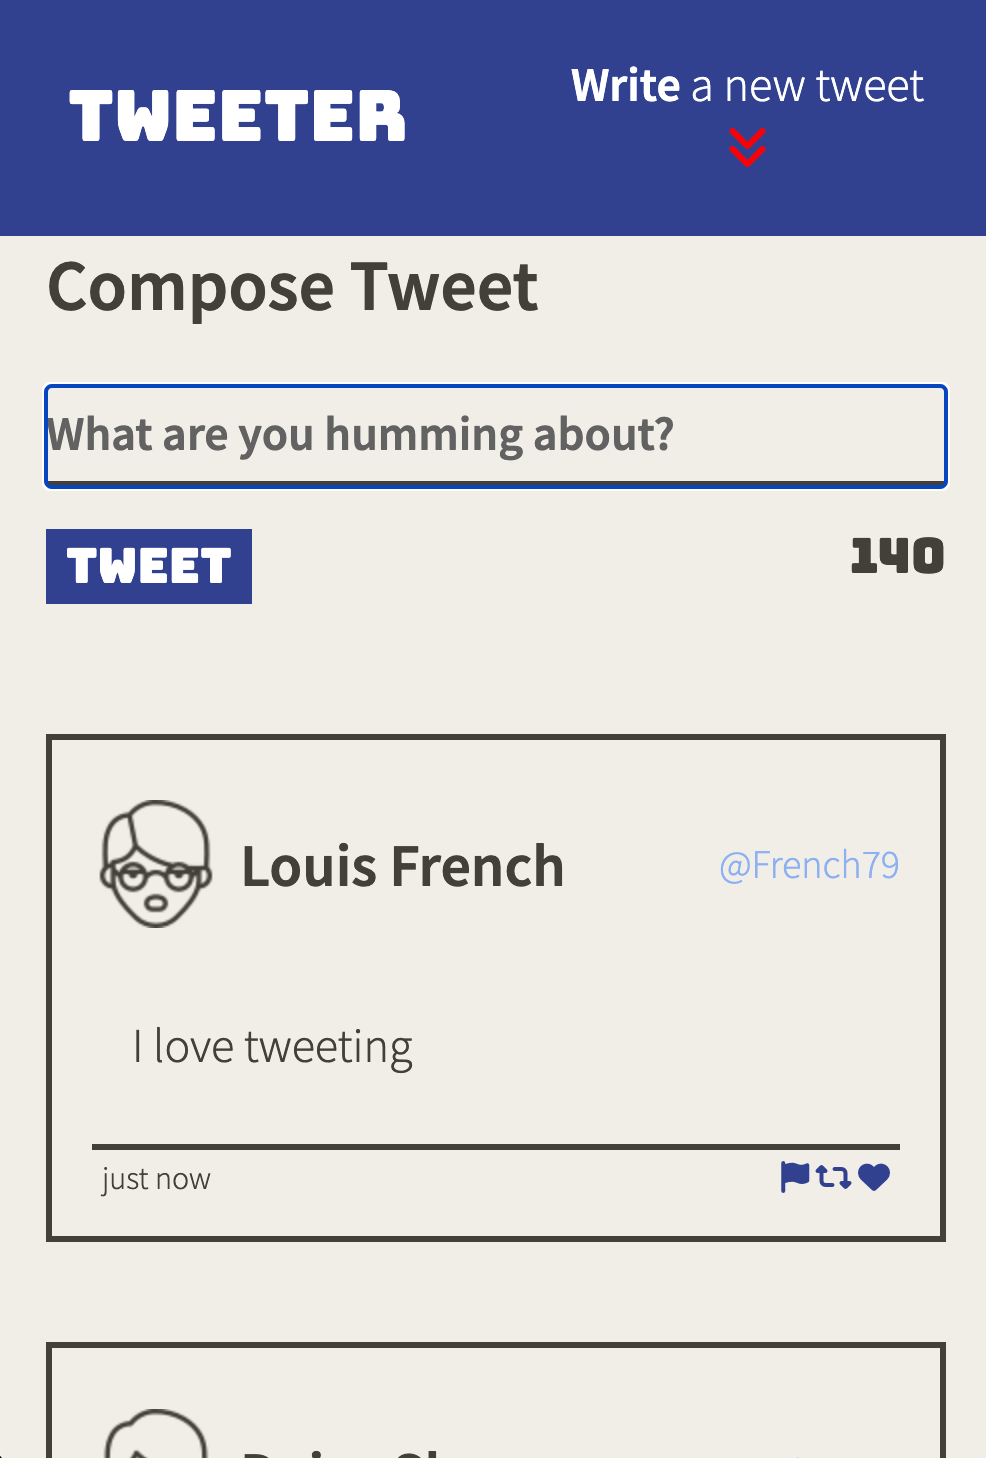 TWEETER
Write a new tweet
Compose Tweet
What are you humming about?
TWEET
140
Louis French
@French79
I love tweeting
just now